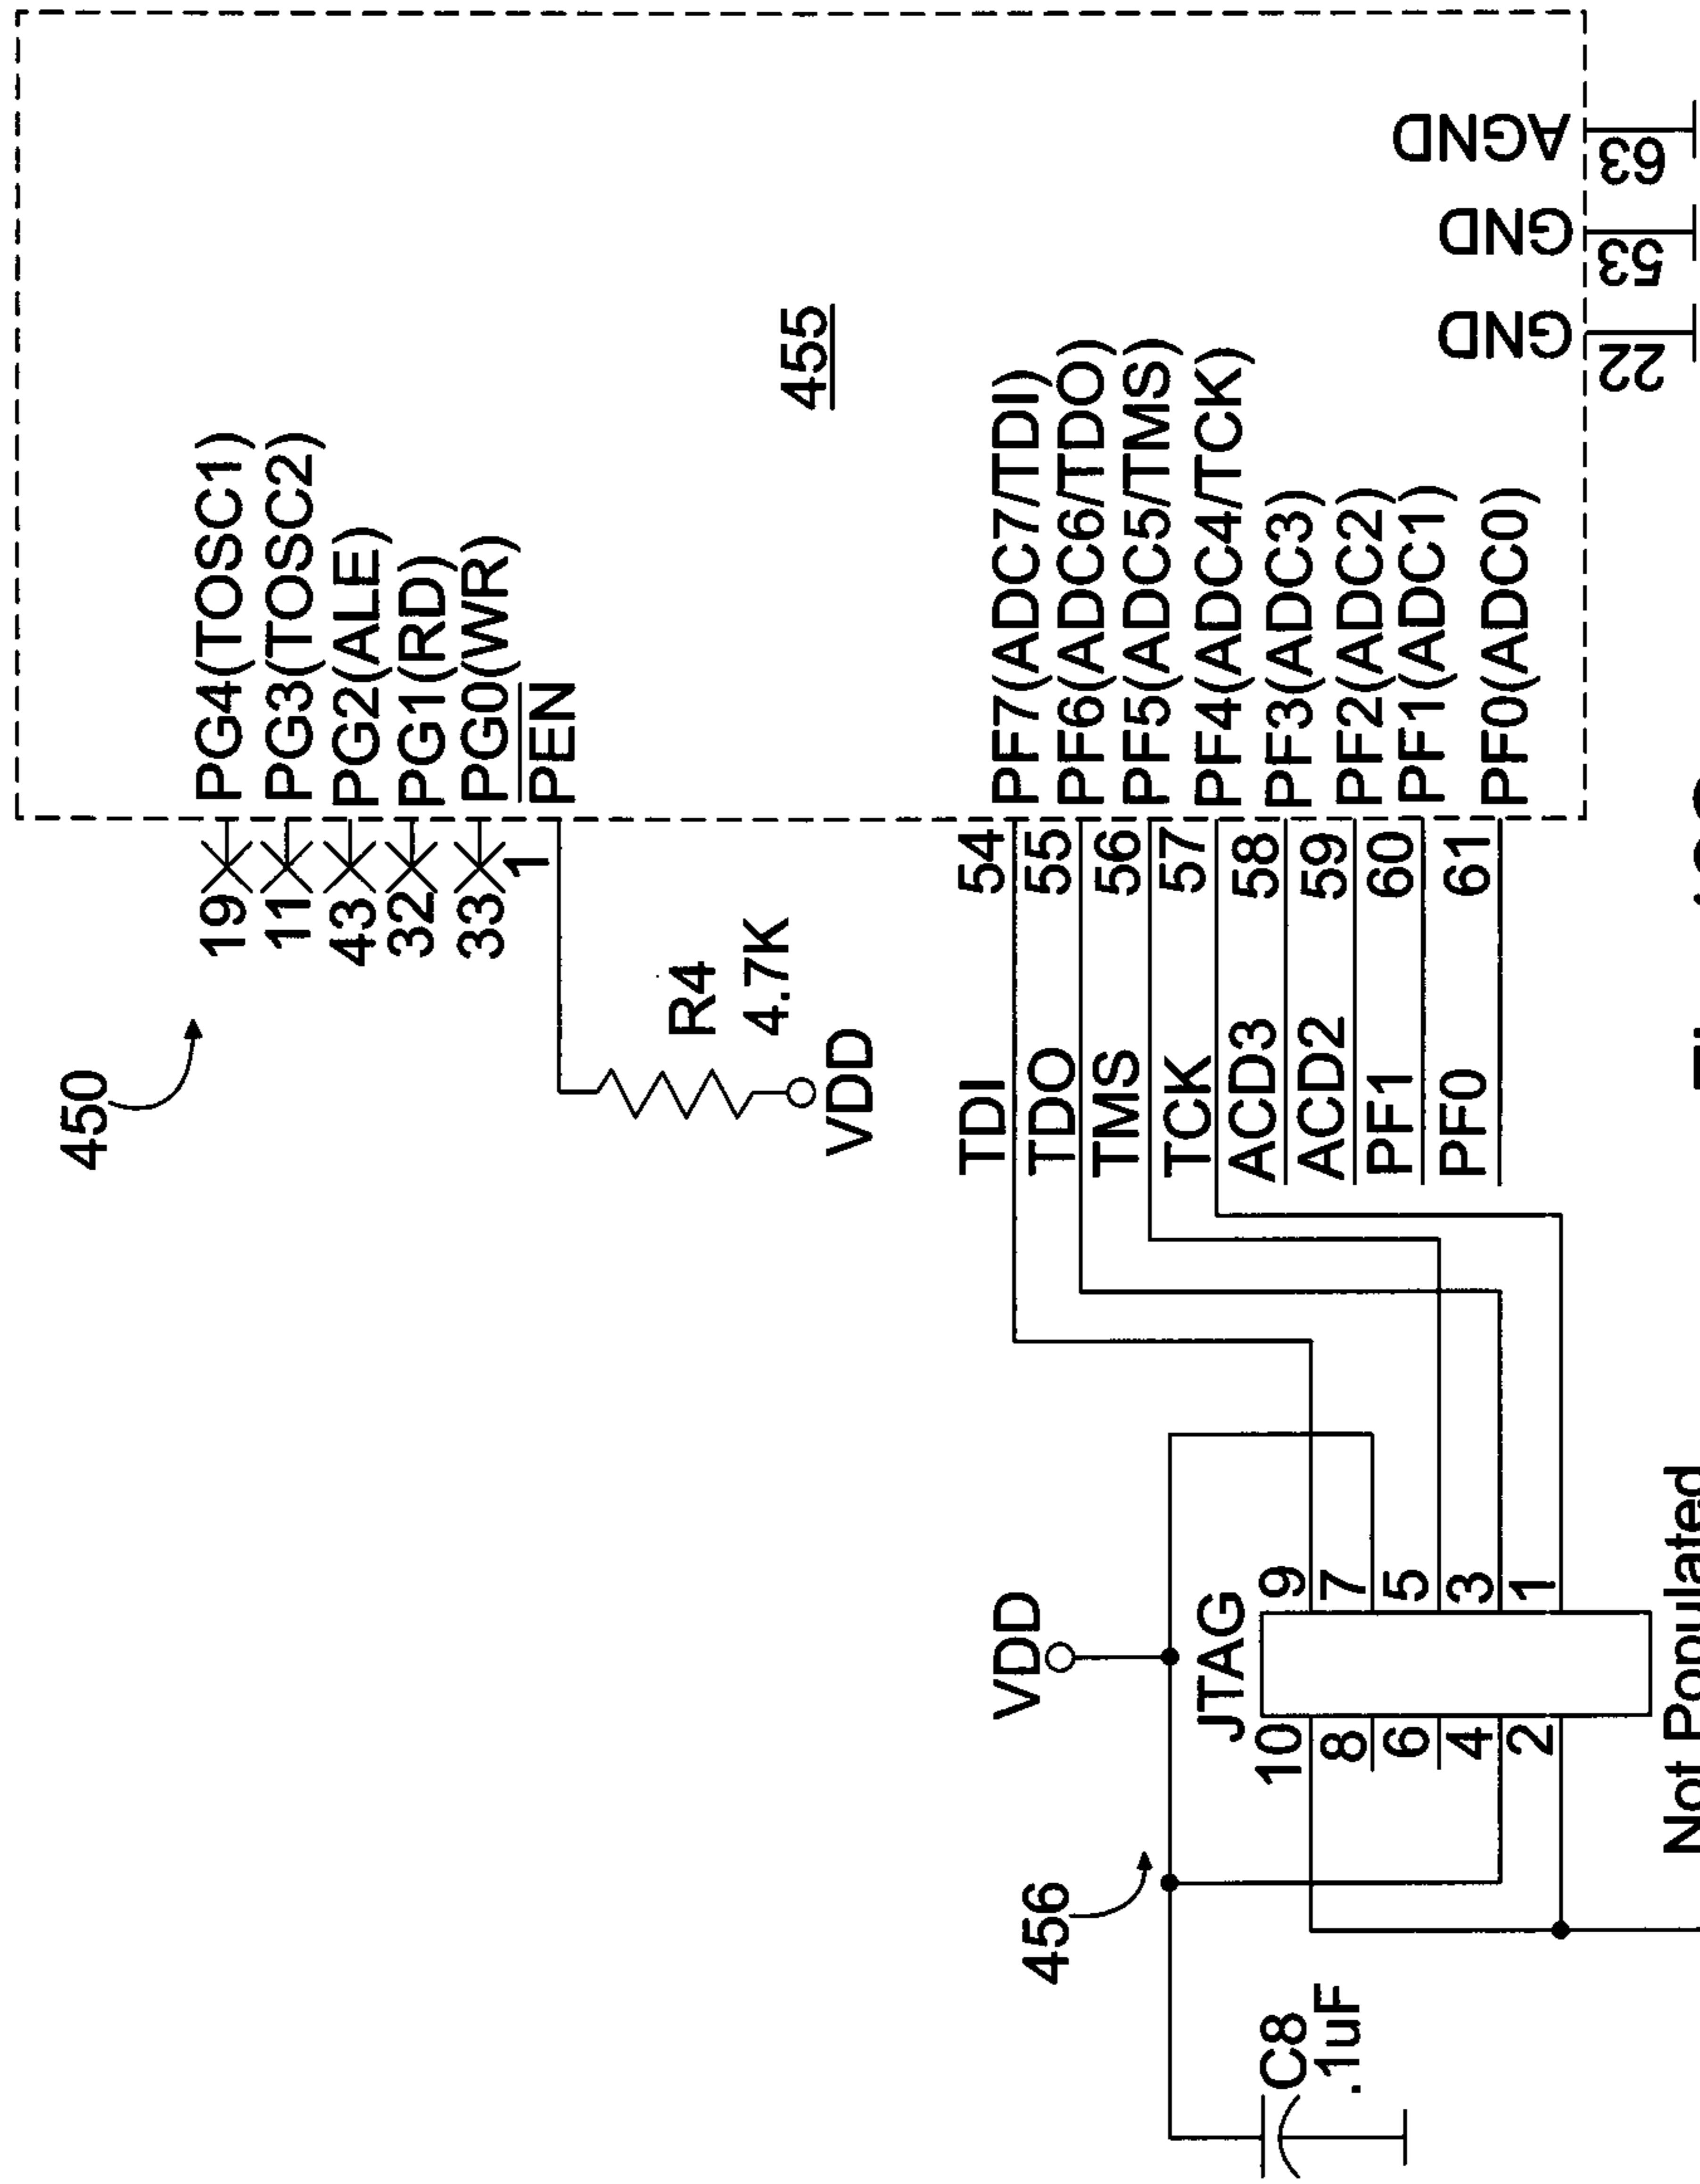 450
19
PG4(TOSC1)
11
PG3(TOSC2)
43
PG2(ALE)
32
PG1(RD)
33
PG0(WR)
1
PEN
R4
4.7K
VDD
455
TDI
54
PF7(ADC7/TDI)
TDO
55
PF6(ADC6/TDO)
TMS
56
PF5(ADC5/TMS)
TCK
57
PF4(ADC4/TCK)
ACD3
58
PF3(ADC3)
ACD2
59
PF2(ADC2)
PF1
60
PF1(ADC1)
PF0
61
PF0(ADC0)
GND
22
GND
53
AGND
63
VDD
456
JTAG
10
9
8
7
6
5
4
3
2
1
C8
.1uF
Not Populated